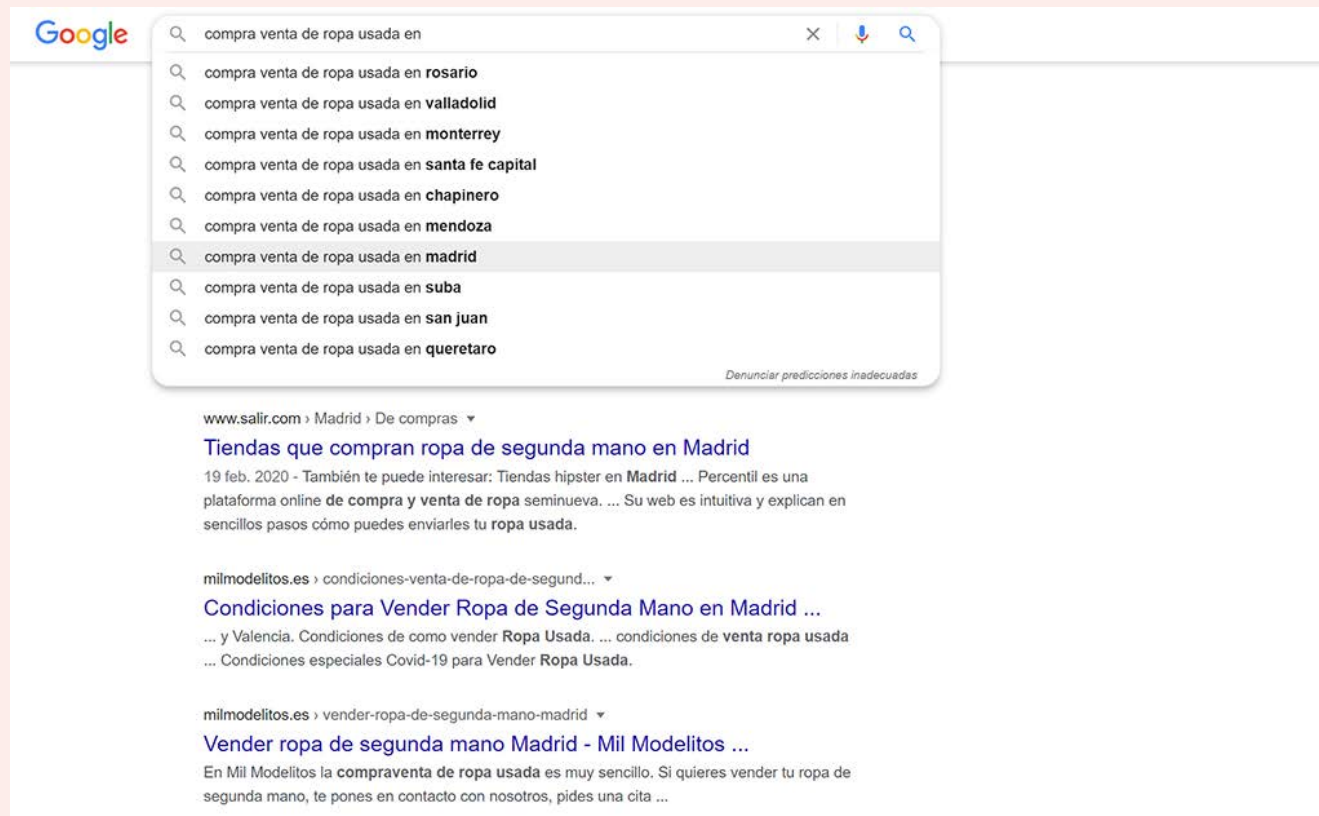 Google
compra venta de ropa usada en
compra venta de ropa usada en rosario
compra venta de ropa usada en valladolid
compra venta de ropa usada en monterrey
compra venta de ropa usada en santa fe capital
compra venta de ropa usada en chapinero
compra venta de ropa usada en mendoza
compra venta de ropa usada en madrid
compra venta de ropa usada en suba
compra venta de ropa usada en san juan
compra venta de ropa usada en queretaro
Denunciar predicciones inadecuadas
www.salir.com › Madrid › De compras
Tiendas que compran ropa de segunda mano en Madrid
19 feb. 2020 - También te puede interesar: Tiendas hipster en Madrid ... Percentil es una
plataforma online de compra y venta de ropa seminueva. ... Su web es intuitiva y explican en
sencillos pasos cómo puedes enviarles tu ropa usada.
milmodelitos.es › condiciones-venta-de-ropa-de-segund...
Condiciones para Vender Ropa de Segunda Mano en Madrid ...
... y Valencia. Condiciones de como vender Ropa Usada. ... condiciones de venta ropa usada
... Condiciones especiales Covid-19 para Vender Ropa Usada.
milmodelitos.es › vender-ropa-de-segunda-mano-madrid
Vender ropa de segunda mano Madrid - Mil Modelitos ...
En Mil Modelitos la compraventa de ropa usada es muy sencillo. Si quieres vender tu ropa de
segunda mano, te pones en contacto con nosotros, pides una cita ...